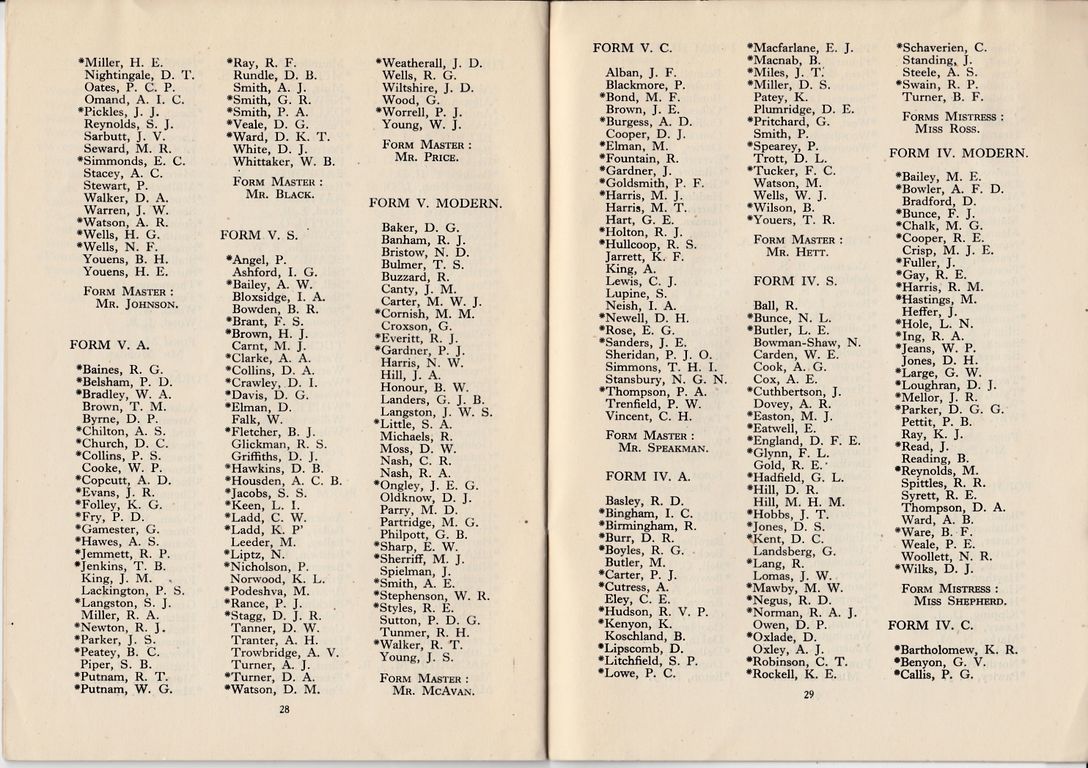 *Miller, H. E.
Nightingale, D. T.
Oates, P. C. P.
Omand, A. I. C.
*Pickles, J. J.
Reynolds, S. J.
Sarbutt, J. V.
Seward, M. R.
*Simmonds, E. C.
Stacey, A. C.
Stewart, P.
Walker, D. A.
Warren, J. W.
*Watson, A. R.
*Wells, H. G.
*Wells, N. F.
Youens, B. H.
Youens, H. E.
Form Master :
Mr. Johnson.
FORM V. A.
*Baines, R. G.
*Belsham, P. D.
*Bradley, W. A.
Brown, T. M.
Byrne, D. P.
*Chilton, A. S.
*Church, D. C.
*Collins, P. S.
Cooke, W. P.
*Copcutt, A. D.
*Evans, J. R.
*Folley, K. G.
*Fry, P. D.
*Gamester, G.
*Hawes, A. S.
*Jemmett, R. P.
*Jenkins, T. B.
King, J. M.
Lackington, P. S.
*Langston, S. J.
Miller, R. A.
*Newton, R. J.
*Parker, J. S.
*Peatey, B. C.
Piper, S. B.
*Putnam, R. T.
*Putnam, W. G.
*Ray, R. F.
Rundle, D. B.
Smith, A. J.
*Smith, G. R.
*Smith, P. A.
*Veale, D. G.
*Ward, D. K. T.
White, D. J.
Whittaker, W. B.
Form Master :
Mr. Black.
FORM V. S.
*Angel, P.
Ashford, I. G.
*Bailey, A. W.
Bloxsidge, I. A.
Bowden, B. R.
*Brant, F. S.
*Brown, H. J.
Carnt, M. J.
*Clarke, A. A.
*Collins, D. A.
*Crawley, D. I.
*Davis, D. G.
*Elman, D.
Falk, W.
*Fletcher, B. J.
Glickman, R. S.
Griffiths, D. J.
*Hawkins, D. B.
*Housden, A. C. B.
*Jacobs, S. S.
*Keen, L. I.
*Ladd, C. W.
*Ladd, K. P'
Leeder, M.
*Liptz, N.
*Nicholson, P.
Norwood, K. L.
*Podeshva, M.
*Rance, P. J.
*Stagg, D. J. R.
Tanner, D. W.
Tranter, A. H.
Trowbridge, A. V.
Turner, A. J.
*Turner, D. A.
*Watson, D. M.
*Weatherall, J. D.
Wells, R. G.
Wiltshire, J. D.
Wood, G.
*Worrell, P. J.
Young, W. J.
Form Master :
Mr. Price.
FORM V. MODERN.
Baker, D. G.
Banham, R. J.
Bristow, N. D.
Bulmer, T. S.
Buzzard, R.
Canty, J. M.
Carter, M. W. J.
*Cornish, M. M.
Croxson, G.
*Everitt, R. J.
*Gardner, P. J.
Harris, N. W.
Hill, J. A.
Honour, B. W.
Landers, G. J. B.
Langston, J. W. S.
*Little, S. A.
Michaels, R.
Moss, D. W.
Nash, C. R.
Nash, R. A.
*Ongley, J. E. G.
Oldknow, D. J.
Parry, M. D.
Partridge, M. G.
Philpott, G. B.
*Sharp, E. W.
*Sherriff, M. J.
Spielman, J.
*Smith, A. E.
*Stephenson, W. R.
*Styles, R. E.
Sutton, P. D. G.
Tunmer, R. H.
*Walker, R. T.
Young, J. S.
Form Master :
Mr. McAvan.
28
FORM V. C.
Alban, J. F.
Blackmore, P.
*Bond, M. F.
Brown, J. E.
*Burgess, A. D.
Cooper, D. J.
*Elman, M.
*Fountain, R.
*Gardner, J.
*Goldsmith, P. F.
*Harris, M. J.
Harris, M. T.
Hart, G. E.
*Holton, R. J.
*Hullcoop, R. S.
Jarrett, K. F.
King, A.
Lewis, C. J.
Lupine, S.
Neish, I. A.
*Newell, D. H.
*Rose, E. G.
*Sanders, J. E.
Sheridan, P. J. O.
Simmons, T. H. I.
Stansbury, N. G. N.
*Thompson, P. A.
Trenfield, P. W.
Vincent, C. H.
Form Master :
Mr. Speakman.
FORM IV. A.
Basley, R. D.
*Bingham, I. C.
*Birmingham, R.
*Burr, D. R.
*Boyles, R. G.
Butler, M.
*Carter, P. J.
*Cutress, A.
Eley, C. E.
*Hudson, R. V. P.
*Kenyon, K.
Koschland, B.
*Lipscomb, D.
*Litchfield, S. P.
*Lowe, P. C.
*Macfarlane, E. J.
*Macnab, B.
*Miles, J. T.
*Miller, D. S.
Patey, K.
Plumridge, D. E.
*Pritchard, G.
Smith, P.
*Spearey, P.
Trott, D. L.
*Tucker, F. C.
Watson, M.
Wells, W. J.
*Wilson, B.
*Youers, T. R.
Form Master :
Mr. Hett.
FORM IV. S.
Ball, R.
*Bunce, N. L.
*Butler, L. E.
Bowman-Shaw, N.
Carden, W. E.
Cook, A. G.
Cox, A. E.
*Cuthbertson, J.
Dovey, A. R.
*Easton, M. J.
*Eatwell, E.
*England, D. F. E.
*Glynn, F. L.
Gold, R. E.
*Hadfield, G. L.
*Hill, D. R.
Hill, M. H. M.
*Hobbs, J. T.
*Jones, D. S.
*Kent, D. C.
Landsberg, G.
*Lang, R.
Lomas, J. W.
*Mawby, M. W.
*Negus, R. D.
*Norman, R. A. J.
Owen, D. P.
*Oxlade, D.
Oxley, A. J.
*Robinson, C. T.
*Rockell, K. E.
*Schaverien, C.
Standing, J.
Steele, A. S.
*Swain, R. P.
Turner, B. F.
Forms Mistress :
Miss Ross.
FORM IV. MODERN.
*Bailey, M. E.
*Bowler, A. F. D.
Bradford, D.
*Bunce, F. J.
*Chalk, M. G.
*Cooper, R. E.
Crisp, M. J. E.
*Fuller, J.
*Gay, R. E.
*Harris, R. M.
*Hastings, M.
Heffer, J.
*Hole, L. N.
*Ing, R. A.
*Jeans, W. P.
Jones, D. H.
*Large, G. W.
*Loughran, D. J.
*Mellor, J. R.
*Parker, D. G. G.
Pettit, P. B.
Ray, K. J.
*Read, J.
Reading, B.
*Reynolds, M.
Spittles, R. R.
Syrett, R. E.
Thompson, D. A.
Ward, A. B.
*Ware, B. F.
Weale, P. E.
Woollett, N. R.
*Wilks, D. J.
Form Mistress :
Miss Shepherd.
FORM IV. C.
*Bartholomew, K. R.
*Benyon, G. V.
*Callis, P. G.
29